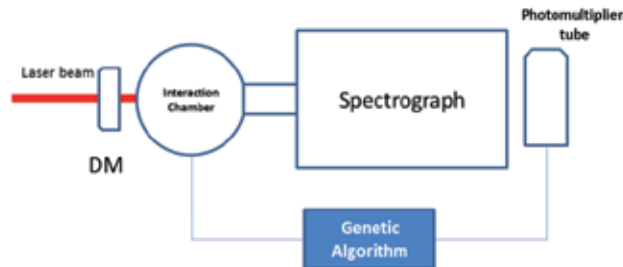 Photomultiplier
tube
Laser beam
Interaction
Chamber
Spectrograph
DM
Genetic
Algorithm